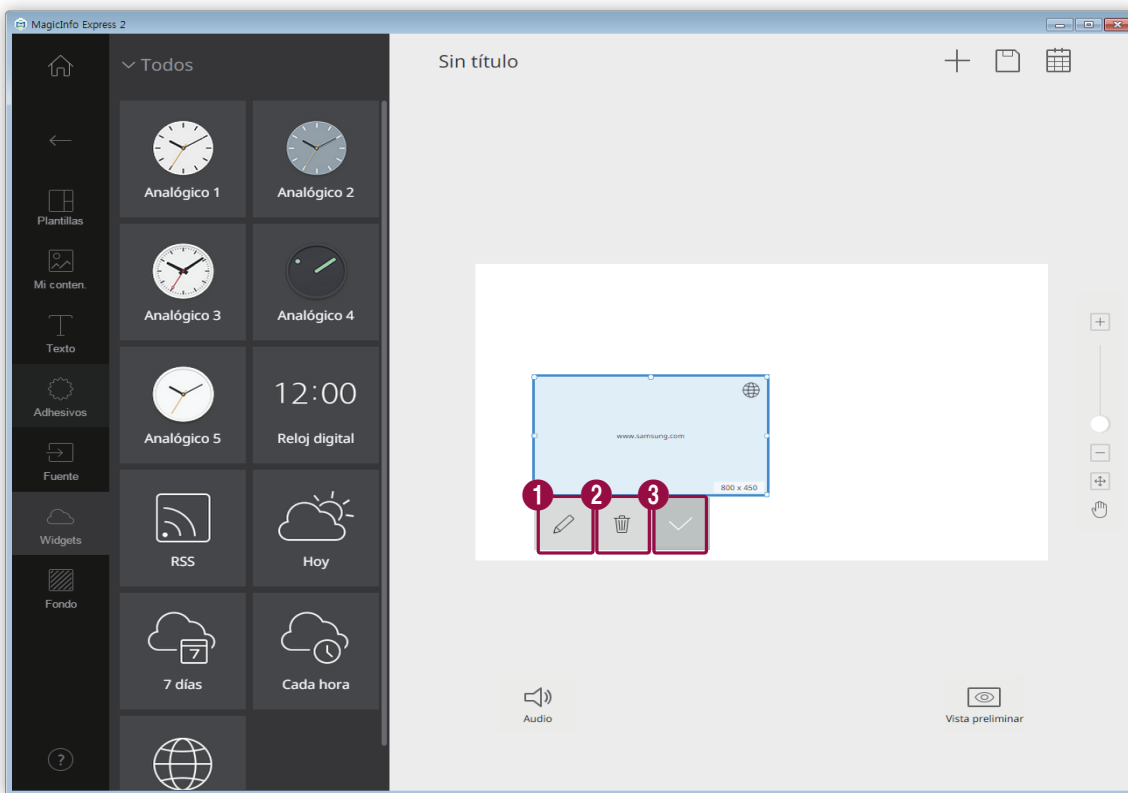 MagicInfo Express 2
Todos
Sin título
Plantillas
Mi conten.
Texto
Adhesivos
Fuente
Widgets
Fondo
?
Analógico 1
Analógico 2
Analógico 3
Analógico 4
Analógico 5
12:00
Reloj digital
RSS
Hoy
7
7 días
Cada hora
www.samsung.com
800 x 450
1
2
3
Audio
Vista preliminar